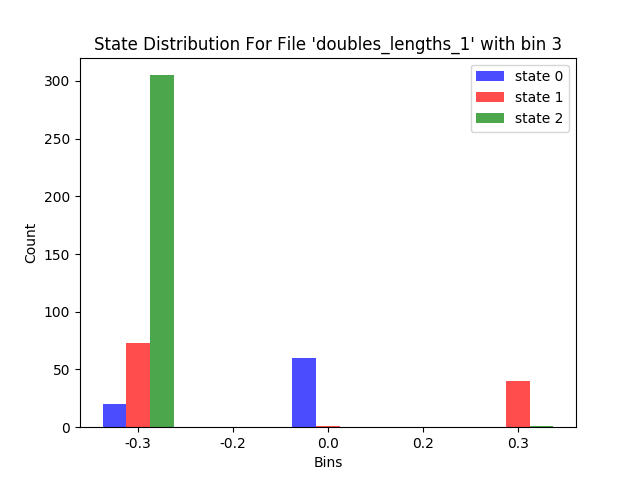 State Distribution For File 'doubles_lengths_1' with bin 3
state 0
state 1
state 2
300
250
200
150
100
50
0
Count
-0.3
-0.2
0.0
0.2
0.3
Bins